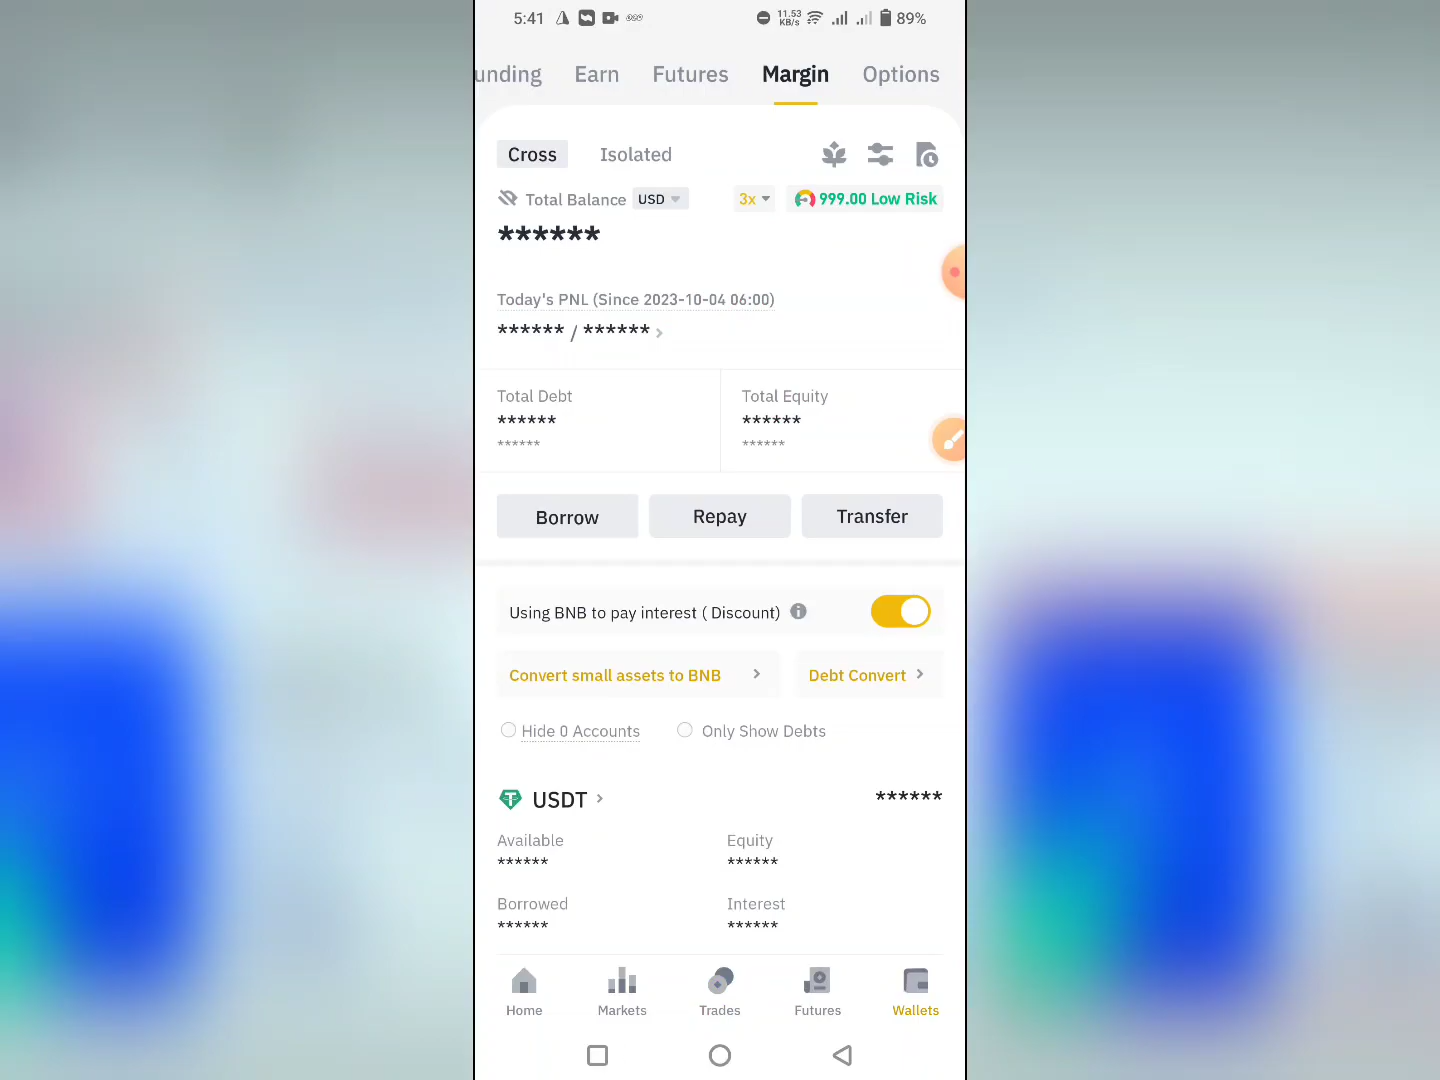 5:41 11.53 KB/s 89%
unding Earn Futures Margin Options
Cross Isolated
Total Balance USD 3x 999.00 Low Risk
******
Today's PNL (Since 2023-10-04 06:00)
****** / ****** >
Total Debt Total Equity
****** ******
****** ******
Borrow Repay Transfer
Using BNB to pay interest ( Discount)
Convert small assets to BNB > Debt Convert >
Hide 0 Accounts Only Show Debts
USDT > ******
Available Equity
****** ******
Borrowed Interest
****** ******
Home Markets Trades Futures Wallets